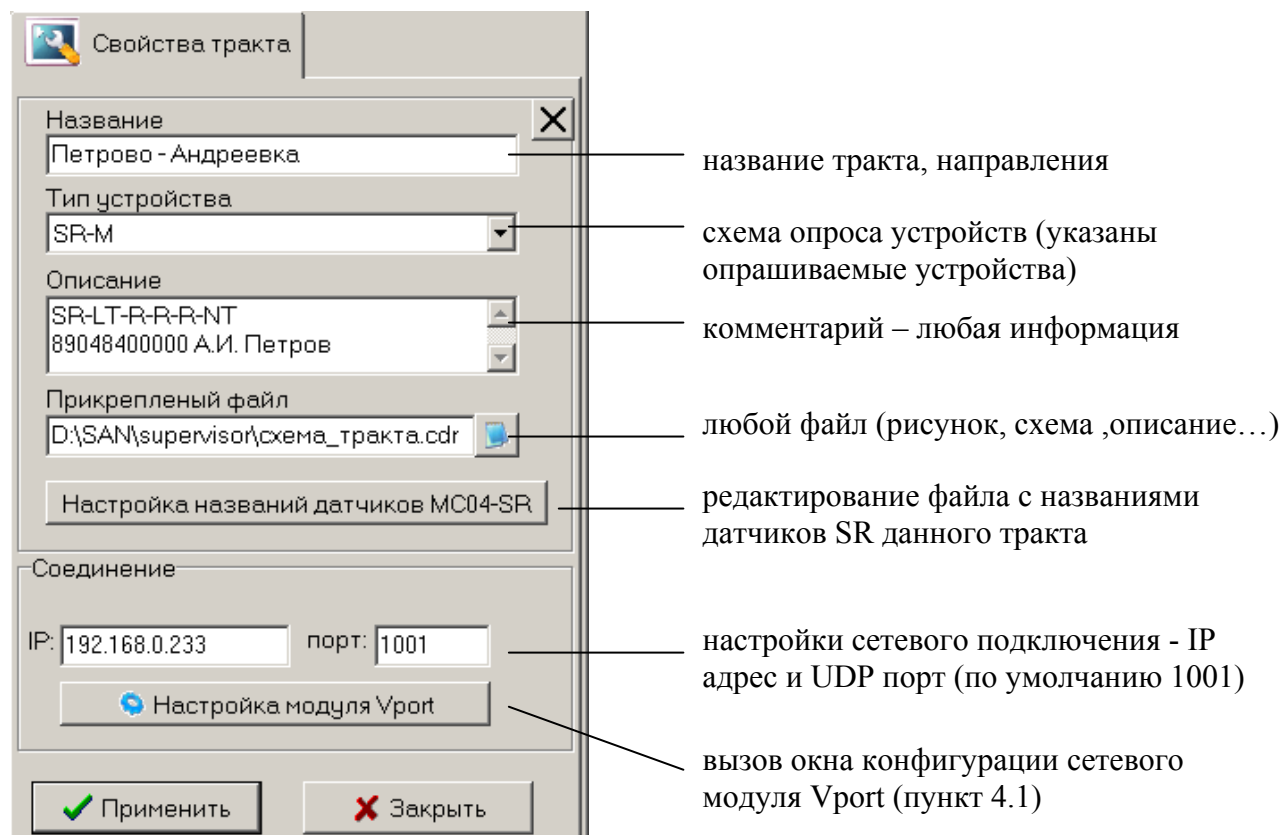 Свойства тракта
Название
Петрово - Андреевка
название тракта, направления
Тип устройства
SR-M
схема опроса устройств (указаны
опрашиваемые устройства)
Описание
SR-LT-R-R-R-NT
89048400000 А.И. Петров
комментарий – любая информация
Прикрепленый файл
D:\SAN\supervisor\схема_тракта.cdr
любой файл (рисунок, схема ,описание…)
Настройка названий датчиков MC04-SR
редактирование файла с названиями
датчиков SR данного тракта
Соединение
IP: 192.168.0.233 порт: 1001
настройки сетевого подключения - IP
адрес и UDP порт (по умолчанию 1001)
Настройка модуля Vport
вызов окна конфигурации сетевого
модуля Vport (пункт 4.1)
Применить Закрыть